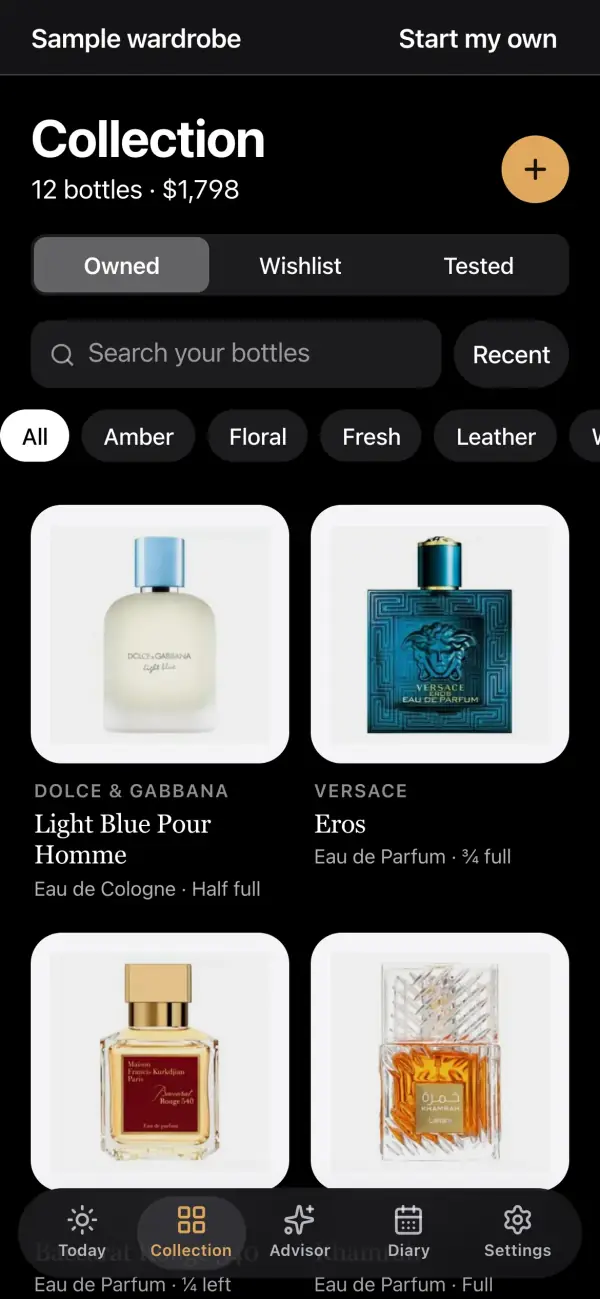 Sample wardrobe
Start my own
Collection
12 bottles · $1,798
Owned
Wishlist
Tested
Search your bottles
Recent
All
Amber
Floral
Fresh
Leather
DOLCE & GABBANA
Light Blue
VERSACE
EROS
EAU DE PARFUM
DOLCE & GABBANA
Light Blue Pour
Homme
Eau de Cologne · Half full
VERSACE
Eros
Eau de Parfum · ¾ full
Maison
Francis Kurkdjian
Paris
Baccarat
Rouge 540
Eau de parfum
خمرة
KHAMRAH
Today
Collection
Advisor
Diary
Settings
Eau de Parfum · ¼ left
Eau de Parfum · Full